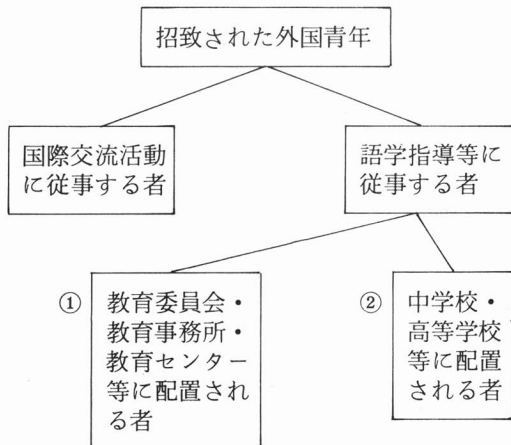 招致された外国青年
国際交流活動
に従事する者
語学指導等に
従事する者
①
教育委員会・
教育事務所・
教育センター
等に配置され
る者
②
中学校・
高等学校
等に配置
される者